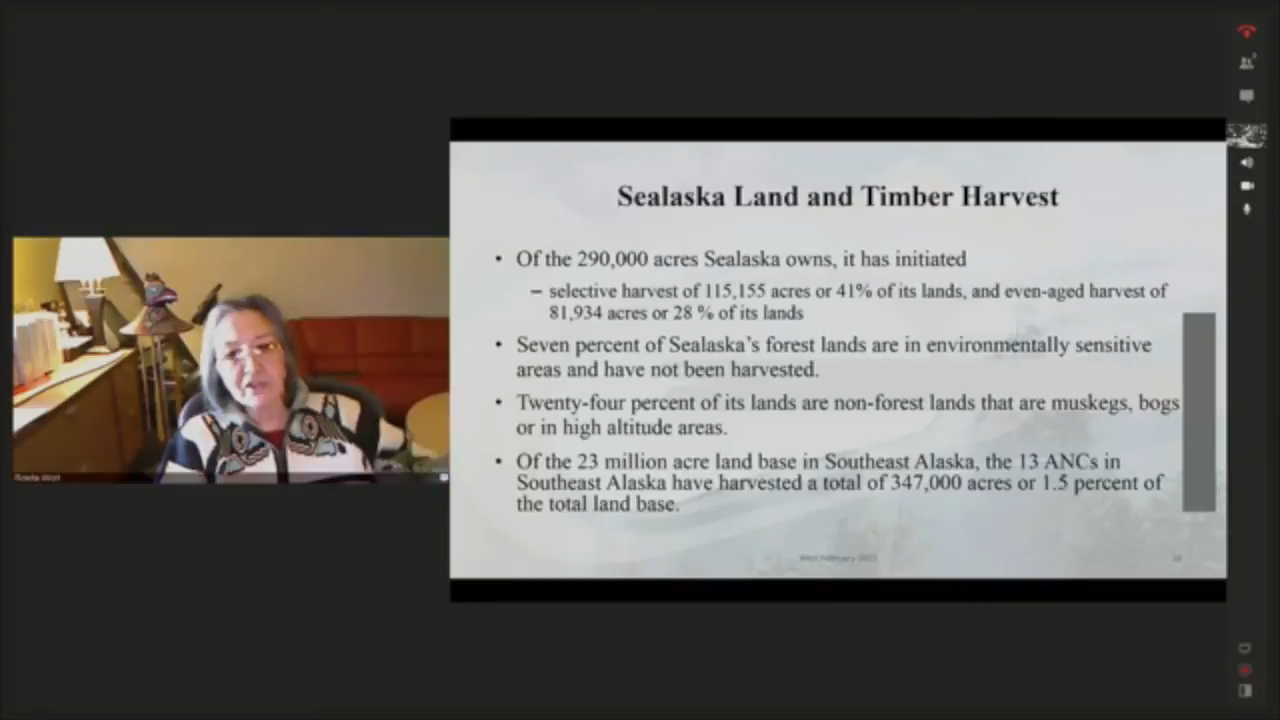 Sealaska Land and Timber Harvest
• Of the 290,000 acres Sealaska owns, it has initiated
– selective harvest of 115,155 acres or 41% of its lands, and even-aged harvest of
81,934 acres or 28 % of its lands
• Seven percent of Sealaska’s forest lands are in environmentally sensitive
areas and have not been harvested.
• Twenty-four percent of its lands are non-forest lands that are muskegs, bogs
or in high altitude areas.
• Of the 23 million acre land base in Southeast Alaska, the 13 ANCs in
Southeast Alaska have harvested a total of 347,000 acres or 1.5 percent of
the total land base.